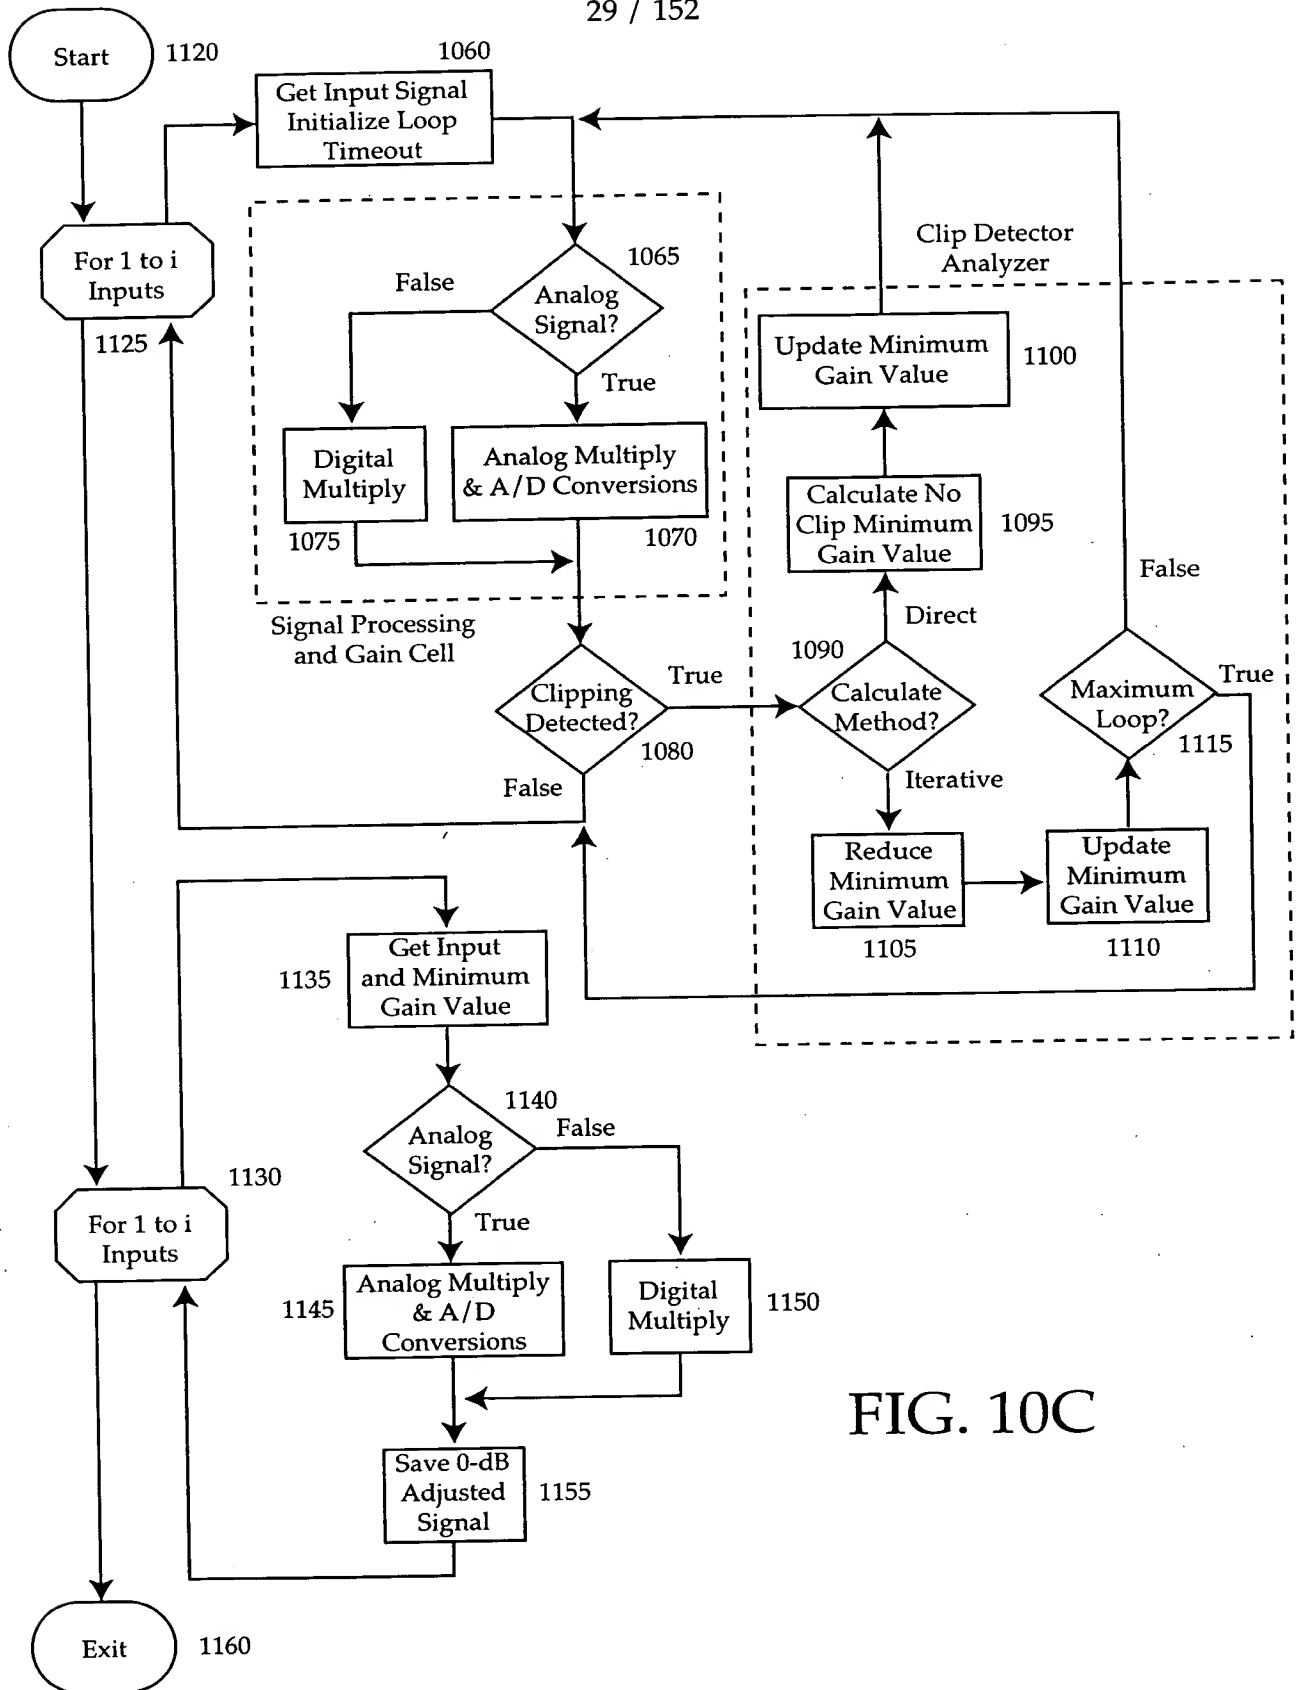 29 / 152
Start
1120
1060
Get Input Signal
Initialize Loop
Timeout
For 1 to i
Inputs
1125
1065
Analog
Signal?
False
True
Digital
Multiply
1075
Analog Multiply
& A/D Conversions
1070
Signal Processing
and Gain Cell
Clipping
Detected?
1080
True
False
Clip Detector
Analyzer
Update Minimum
Gain Value
1100
Calculate No
Clip Minimum
Gain Value
1095
Direct
1090
Calculate
Method?
Iterative
Reduce
Minimum
Gain Value
1105
Update
Minimum
Gain Value
1110
False
Maximum
Loop?
True
1115
1135
Get Input
and Minimum
Gain Value
1140
Analog
Signal?
False
True
1130
For 1 to i
Inputs
1145
Analog Multiply
& A/D
Conversions
Digital
Multiply
1150
Save 0-dB
Adjusted
Signal
1155
Exit
1160
FIG. 10C